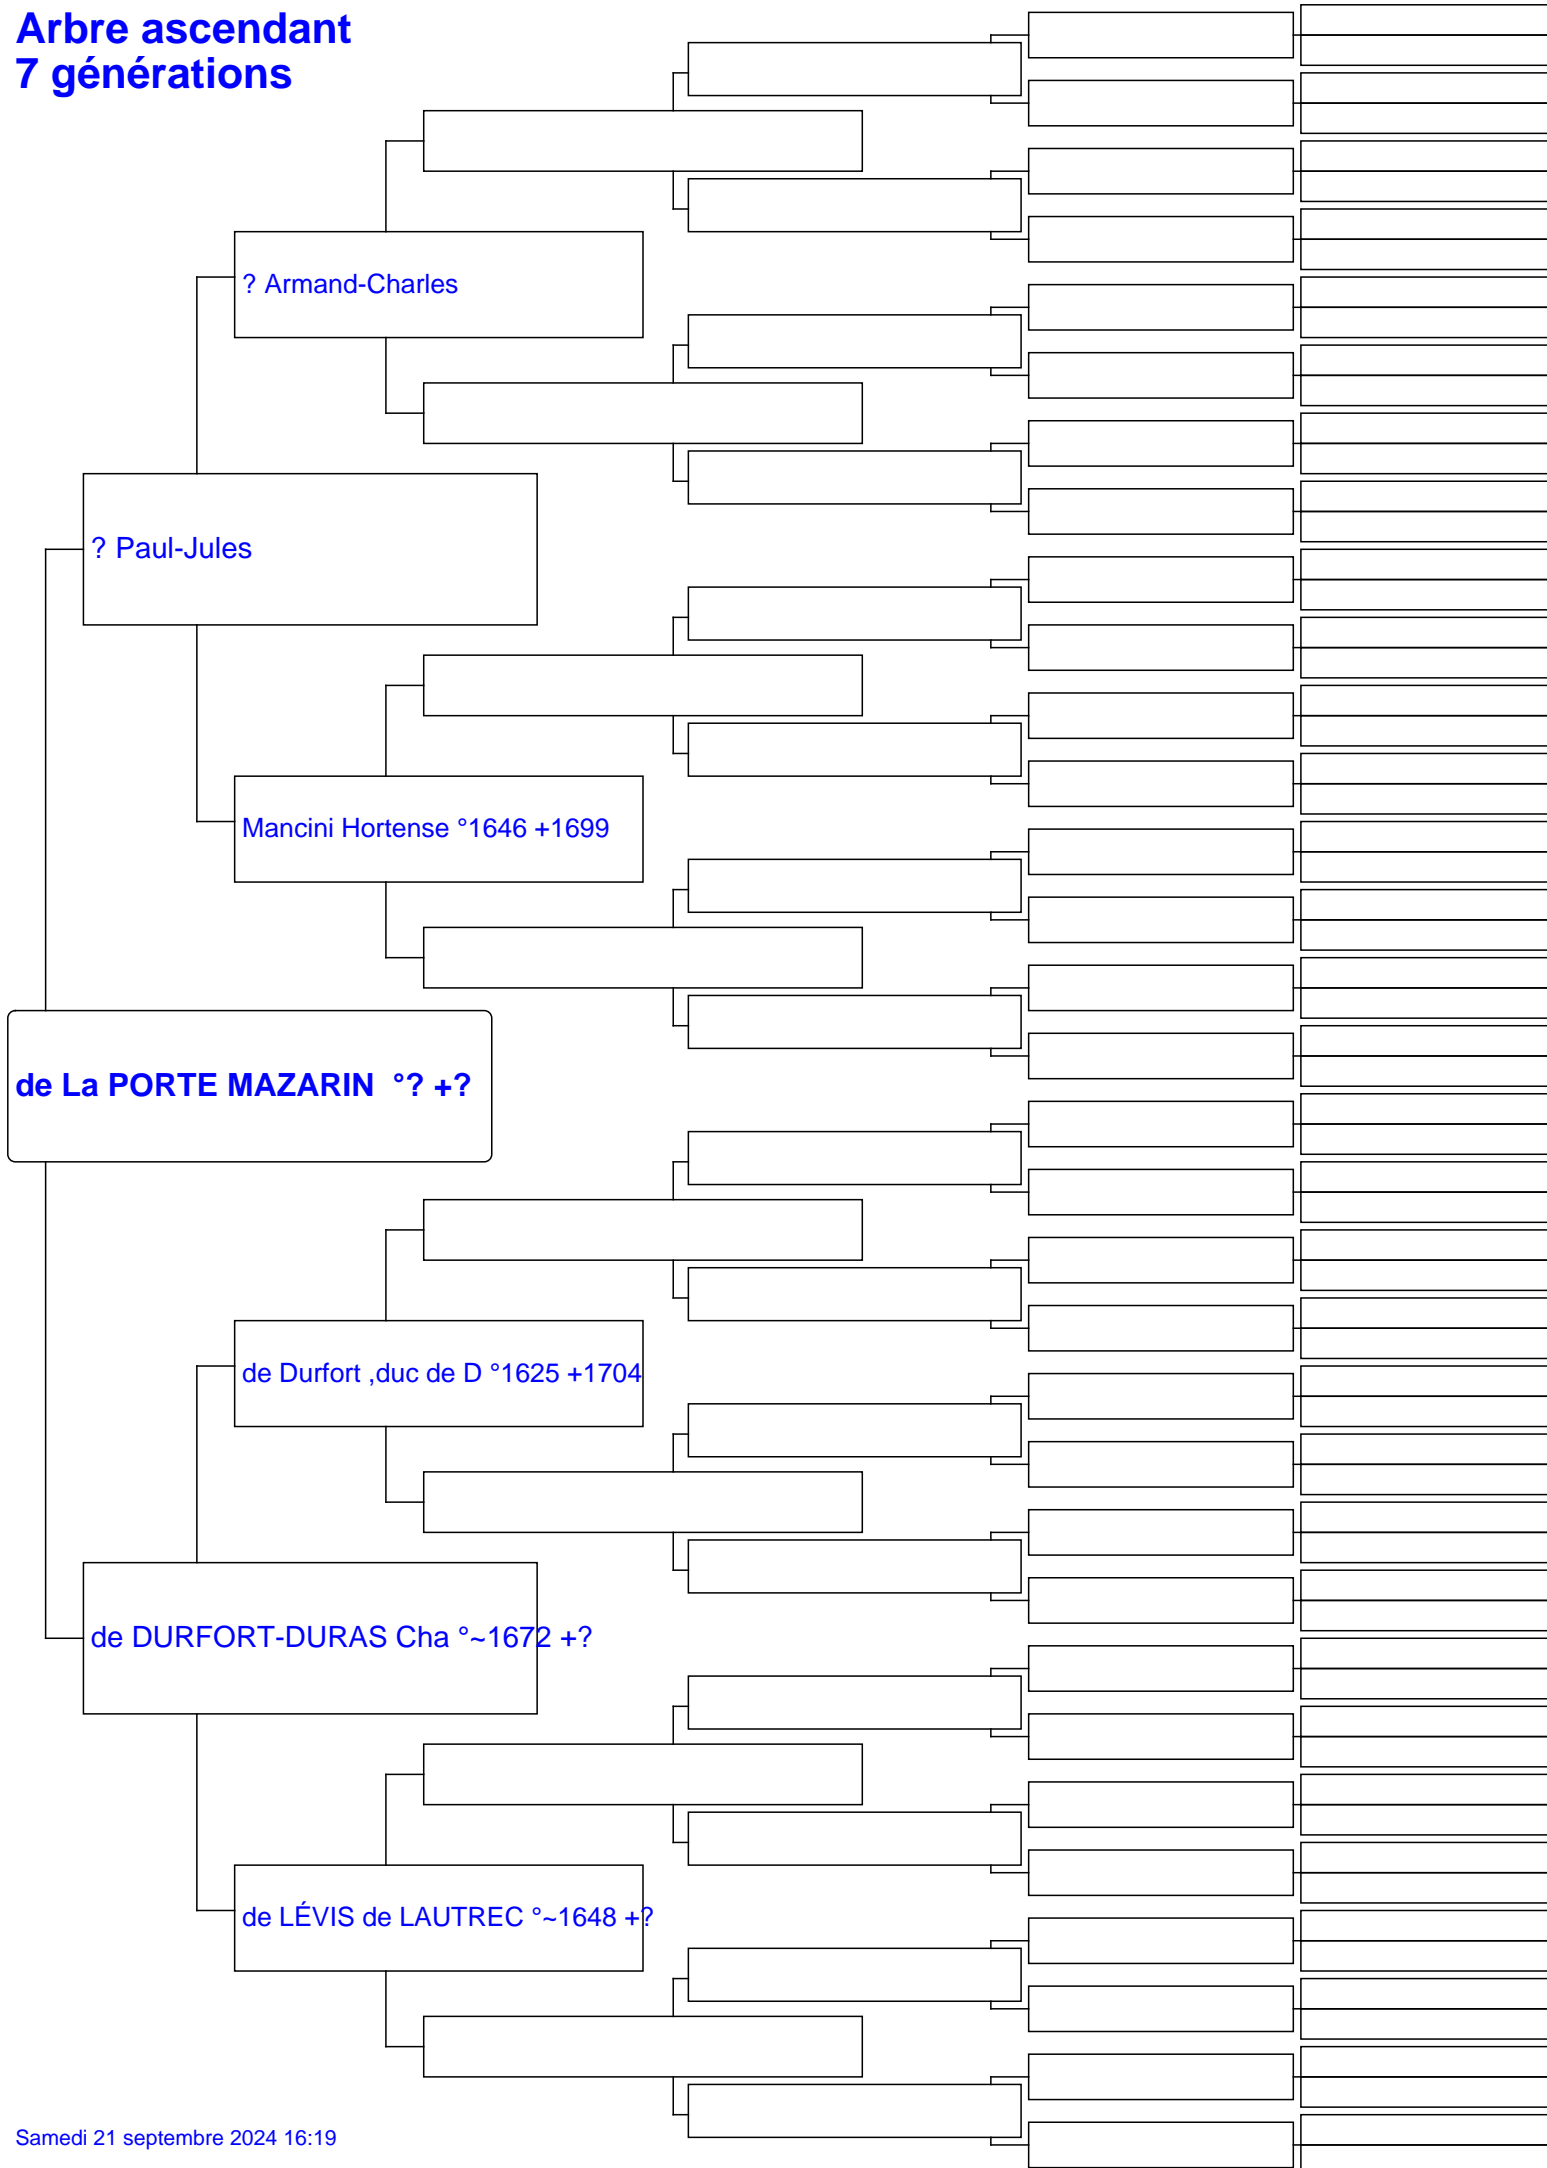 Arbre ascendant
7 générations
? Armand-Charles
? Paul-Jules
Mancini Hortense °1646 +1699
de La PORTE MAZARIN  °? +?
de Durfort ,duc de D °1625 +1704
de DURFORT-DURAS Cha °~1672 +?
de LÉVIS de LAUTREC °~1648 +?
Samedi 21 septembre 2024 16:19